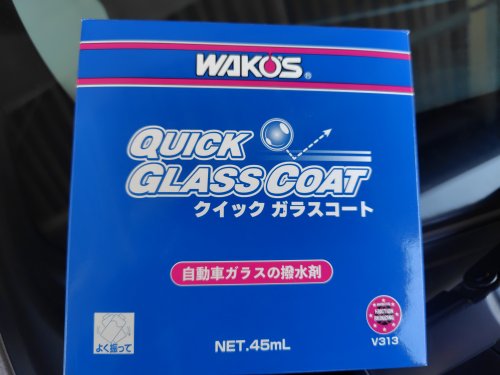 WAKO'S®
QUICK
GLASS COAT
クイック ガラスコート
自動車ガラスの撥水剤
よく振って
NET.45mL
V313